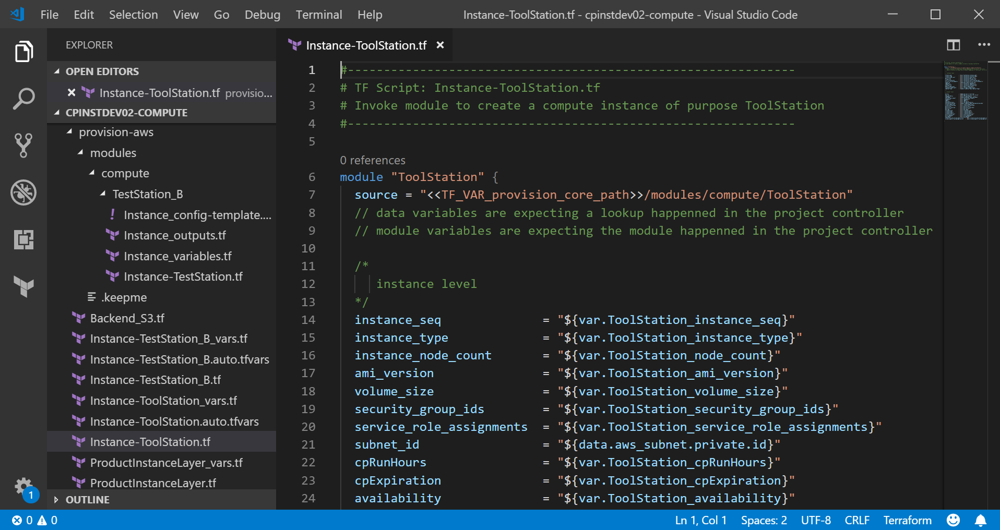 File Edit Selection View Go Debug Terminal Help
Instance-ToolStation.tf - cpinstdev02-compute - Visual Studio Code
EXPLORER
OPEN EDITORS
Instance-ToolStation.tf provisio...
CPINSTDEV02-COMPUTE
provision-aws
modules
compute
TestStation_B
! Instance_config-template....
Instance_outputs.tf
Instance_variables.tf
Instance-TestStation.tf
.keepme
Backend_S3.tf
Instance-TestStation_B_vars.tf
Instance-TestStation_B.auto.tfvars
Instance-TestStation_B.tf
Instance-ToolStation_vars.tf
Instance-ToolStation.auto.tfvars
Instance-ToolStation.tf
ProductInstanceLayer_vars.tf
ProductInstanceLayer.tf
OUTLINE
1
Instance-ToolStation.tf
1 #--------------------------------------------------------------
2 # TF Script: Instance-ToolStation.tf
3 # Invoke module to create a compute instance of purpose ToolStation
4 #--------------------------------------------------------------
5
0 references
6 module "ToolStation" {
7 source = "<<TF_VAR_provision_core_path>>/modules/compute/ToolStation"
8 // data variables are expecting a lookup happenned in the project controller
9 // module variables are expecting the module happenned in the project controller
10
11 /*
12 instance level
13 */
14 instance_seq = "${var.ToolStation_instance_seq}"
15 instance_type = "${var.ToolStation_instance_type}"
16 instance_node_count = "${var.ToolStation_node_count}"
17 ami_version = "${var.ToolStation_ami_version}"
18 volume_size = "${var.ToolStation_volume_size}"
19 security_group_ids = "${var.ToolStation_security_group_ids}"
20 service_role_assignments = "${var.ToolStation_service_role_assignments}"
21 subnet_id = "${data.aws_subnet.private.id}"
22 cpRunHours = "${var.ToolStation_cpRunHours}"
23 cpExpiration = "${var.ToolStation_cpExpiration}"
24 availability = "${var.ToolStation_availability}"
0 0
Ln 1, Col 1 Spaces: 2 UTF-8 CRLF Terraform